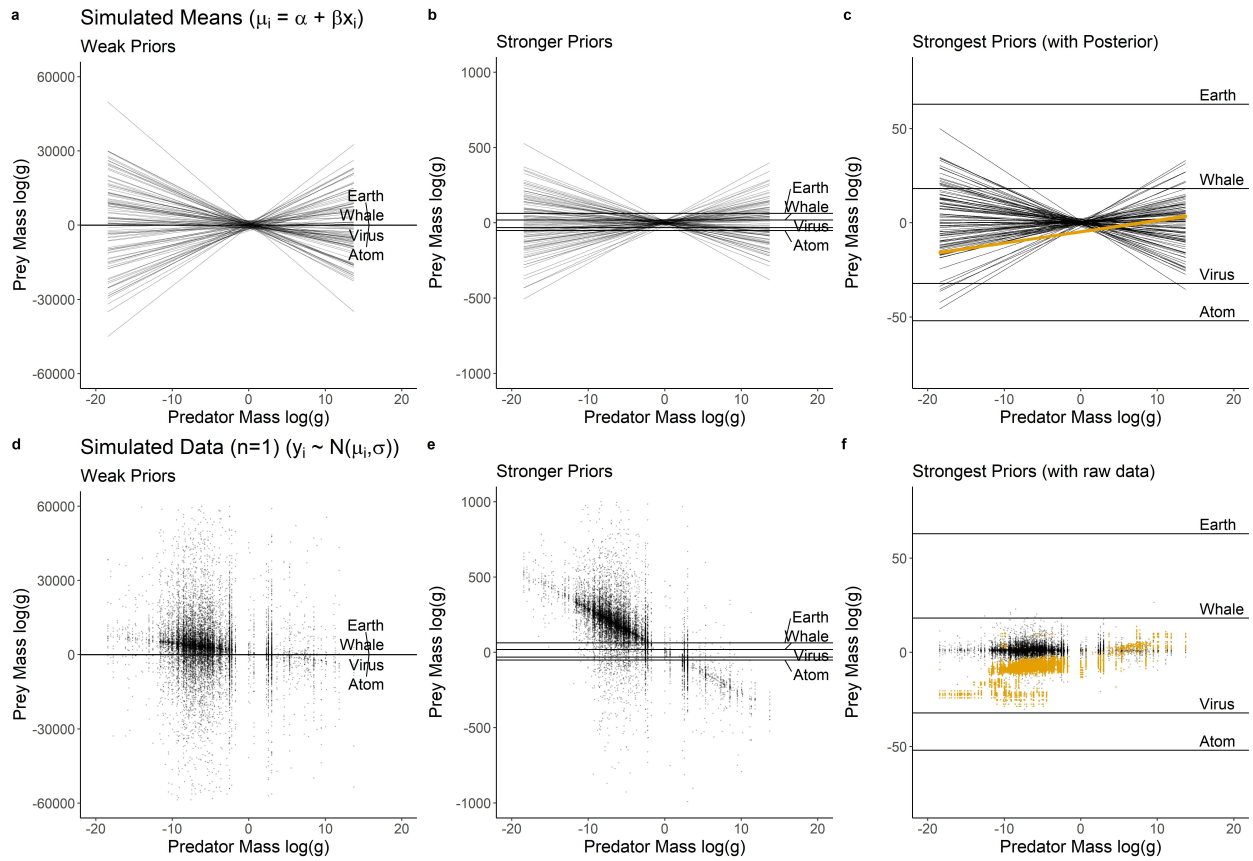 a
Simulated Means (μi = α + βxi)
Weak Priors
60000
30000
0
-30000
-60000
Prey Mass log(g)
Earth
Whale
Virus
Atom
-20
-10
0
10
20
Predator Mass log(g)
b
Stronger Priors
1000
500
0
-500
-1000
Prey Mass log(g)
Earth
Whale
Virus
Atom
-20
-10
0
10
20
Predator Mass log(g)
c
Strongest Priors (with Posterior)
50
0
-50
Prey Mass log(g)
Earth
Whale
Virus
Atom
-20
-10
0
10
20
Predator Mass log(g)
d
Simulated Data (n=1) (yi ~ N(μi,σ))
Weak Priors
60000
30000
0
-30000
-60000
Prey Mass log(g)
Earth
Whale
Virus
Atom
-20
-10
0
10
20
Predator Mass log(g)
e
Stronger Priors
1000
500
0
-500
-1000
Prey Mass log(g)
Earth
Whale
Virus
Atom
-20
-10
0
10
20
Predator Mass log(g)
f
Strongest Priors (with raw data)
50
0
-50
Prey Mass log(g)
Earth
Whale
Virus
Atom
-20
-10
0
10
20
Predator Mass log(g)